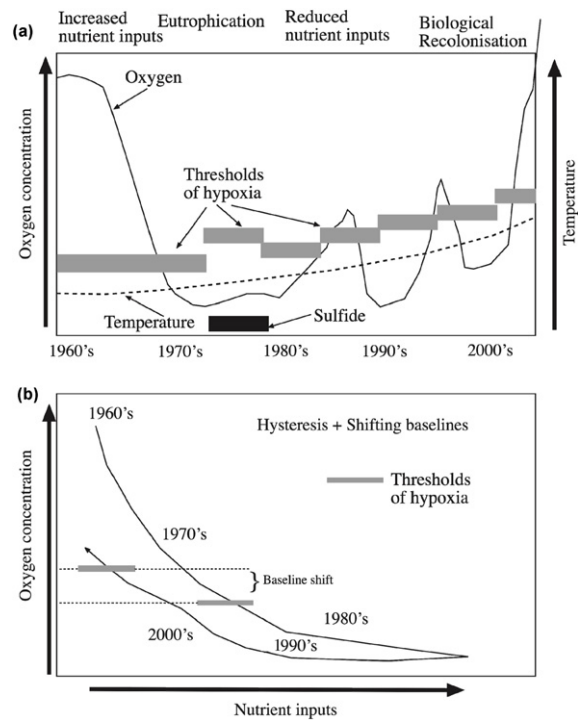 (a)
Increased
nutrient inputs
Eutrophication
Reduced
nutrient inputs
Biological
Recolonisation
Oxygen
Thresholds
of hypoxia
Temperature
Sulfide
Oxygen concentration
Temperature
1960's
1970's
1980's
1990's
2000's
(b)
1960's
Hysteresis + Shifting baselines
Thresholds
of hypoxia
1970's
Baseline shift
1980's
2000's
1990's
Oxygen concentration
Nutrient inputs